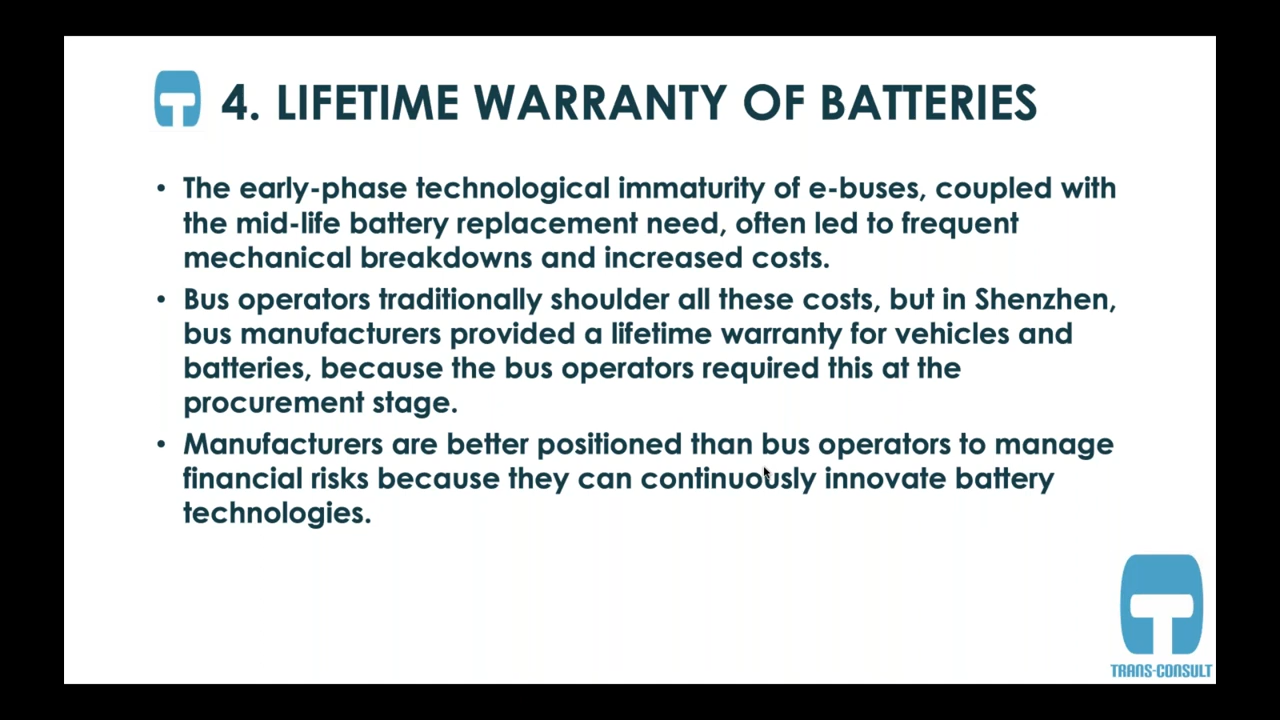 4. LIFETIME WARRANTY OF BATTERIES
• The early-phase technological immaturity of e-buses, coupled with
the mid-life battery replacement need, often led to frequent
mechanical breakdowns and increased costs.
• Bus operators traditionally shoulder all these costs, but in Shenzhen,
bus manufacturers provided a lifetime warranty for vehicles and
batteries, because the bus operators required this at the
procurement stage.
• Manufacturers are better positioned than bus operators to manage
financial risks because they can continuously innovate battery
technologies.
TRANS-CONSULT